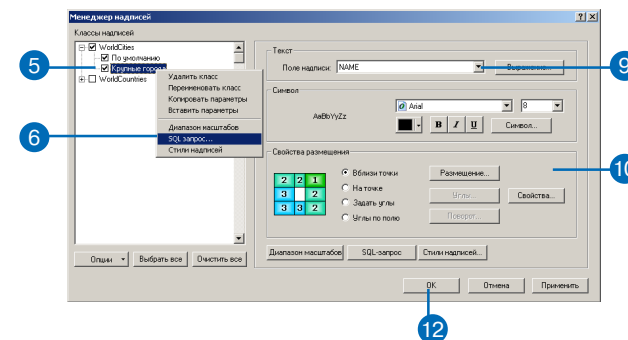 Менеджер надписей
Классы надписей
WorldCities
По умолчанию
Крупные города
WorldCountries
Удалить класс
Переименовать класс
Копировать параметры
Вставить параметры
Диапазон масштабов
SQL запрос...
Стили надписей
Опции
Выбрать все
Очистить все
Текст
Поле надписи:
NAME
Выражение...
Символ
AaBbYyZz
Arial
8
B I U
Символ...
Свойства размещения
2 2 1
3 2
3 3 2
Вблизи точки
На точке
Задать углы
Углы по полю
Размещение...
Углы...
Поворот...
Свойства...
Диапазон масштабов
SQL-запрос
Стили надписей...
OK
Отмена
Применить
5
6
9
10
12